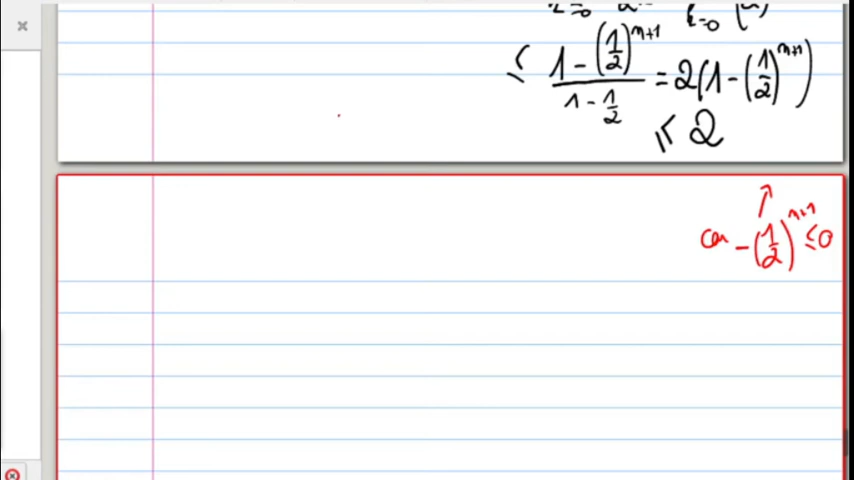 ≤ (1 − (1/2)^(n+1)) / (1 − 1/2) = 2(1 − (1/2)^(n+1))
≤ 2
↑
car −(1/2)^(n+1) ≤ 0